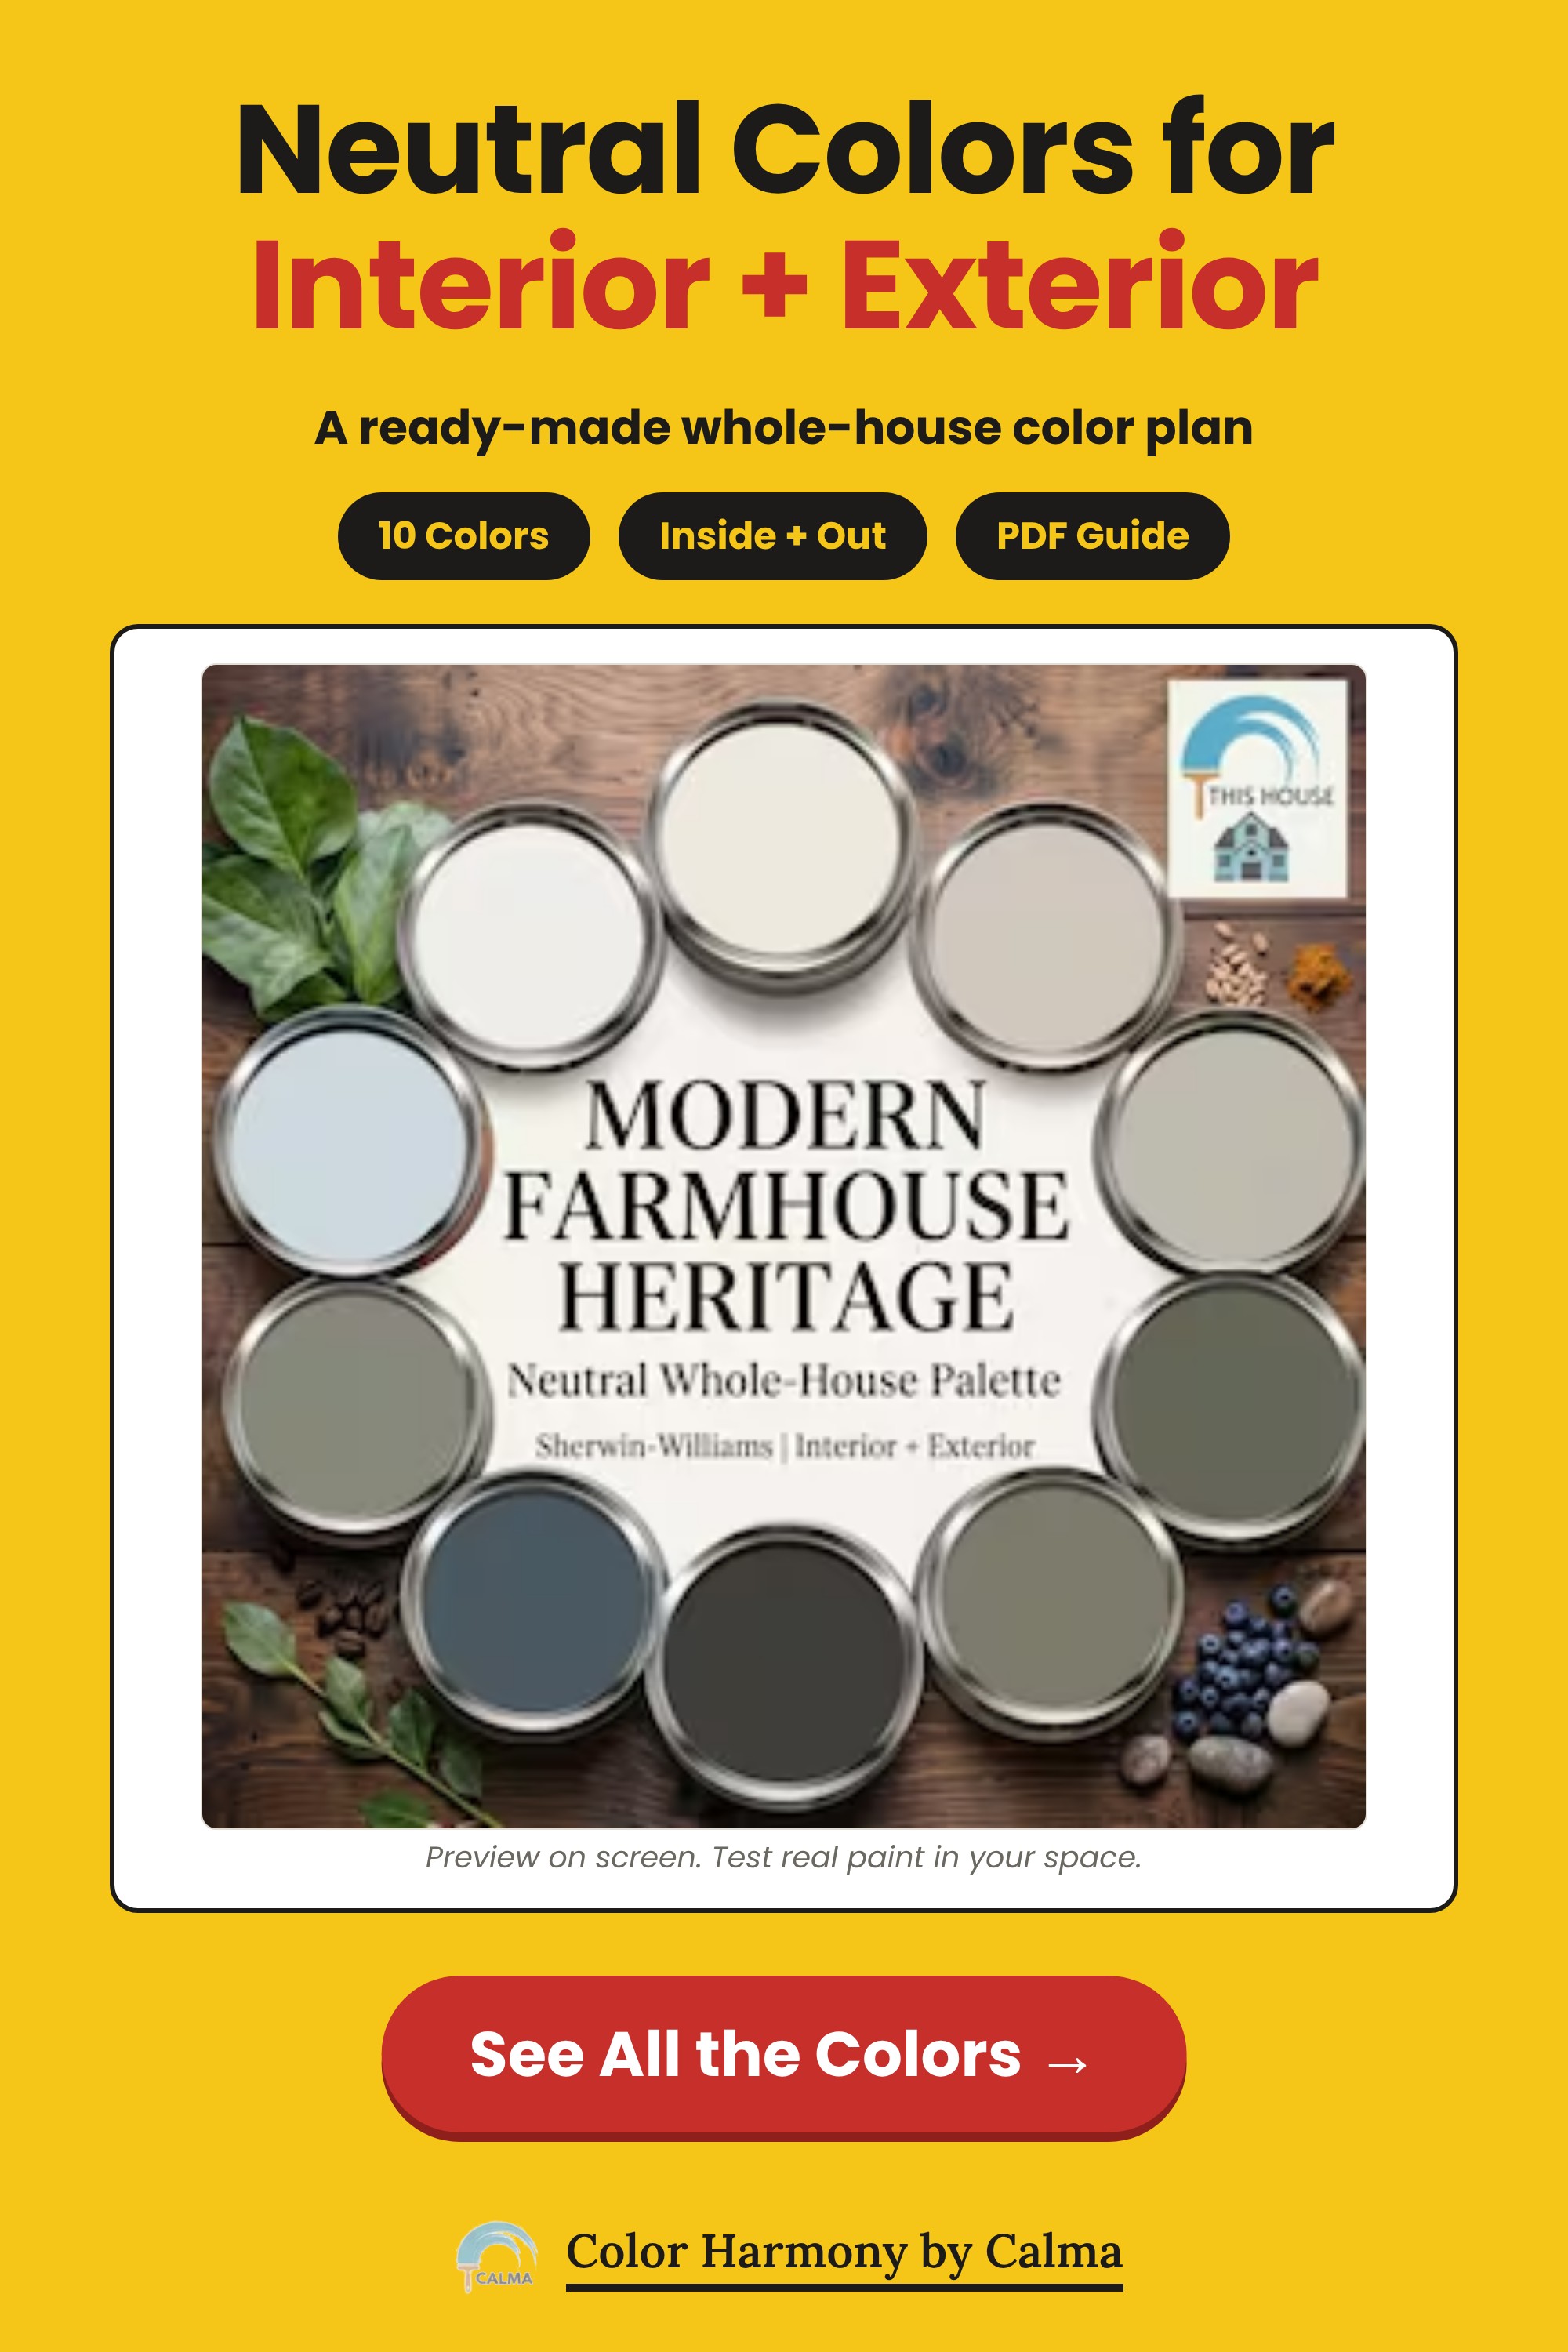 Neutral Colors for
Interior + Exterior
A ready-made whole-house color plan
10 Colors
Inside + Out
PDF Guide
THIS HOUSE
MODERN
FARMHOUSE
HERITAGE
Neutral Whole-House Palette
Sherwin-Williams | Interior + Exterior
Preview on screen. Test real paint in your space.
See All the Colors →
CALMA
Color Harmony by Calma